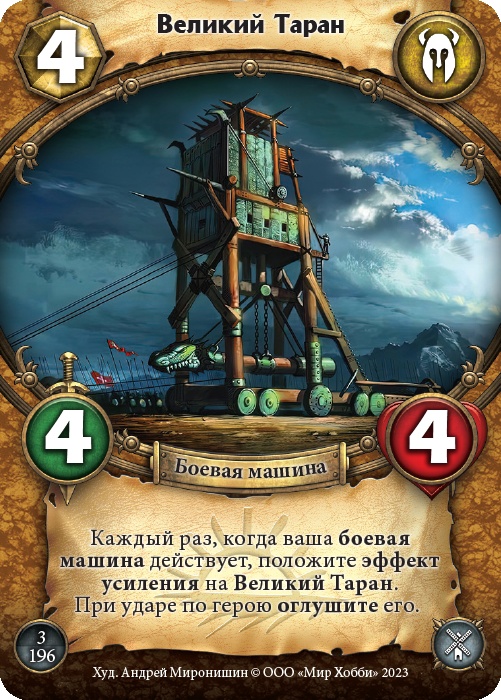 Великий Таран
4
4
4
Боевая машина
Каждый раз, когда ваша боевая
машина действует, положите эффект
усиления на Великий Таран.
При ударе по герою оглушите его.
3
196
Худ. Андрей Миронишин © ООО «Мир Хобби» 2023